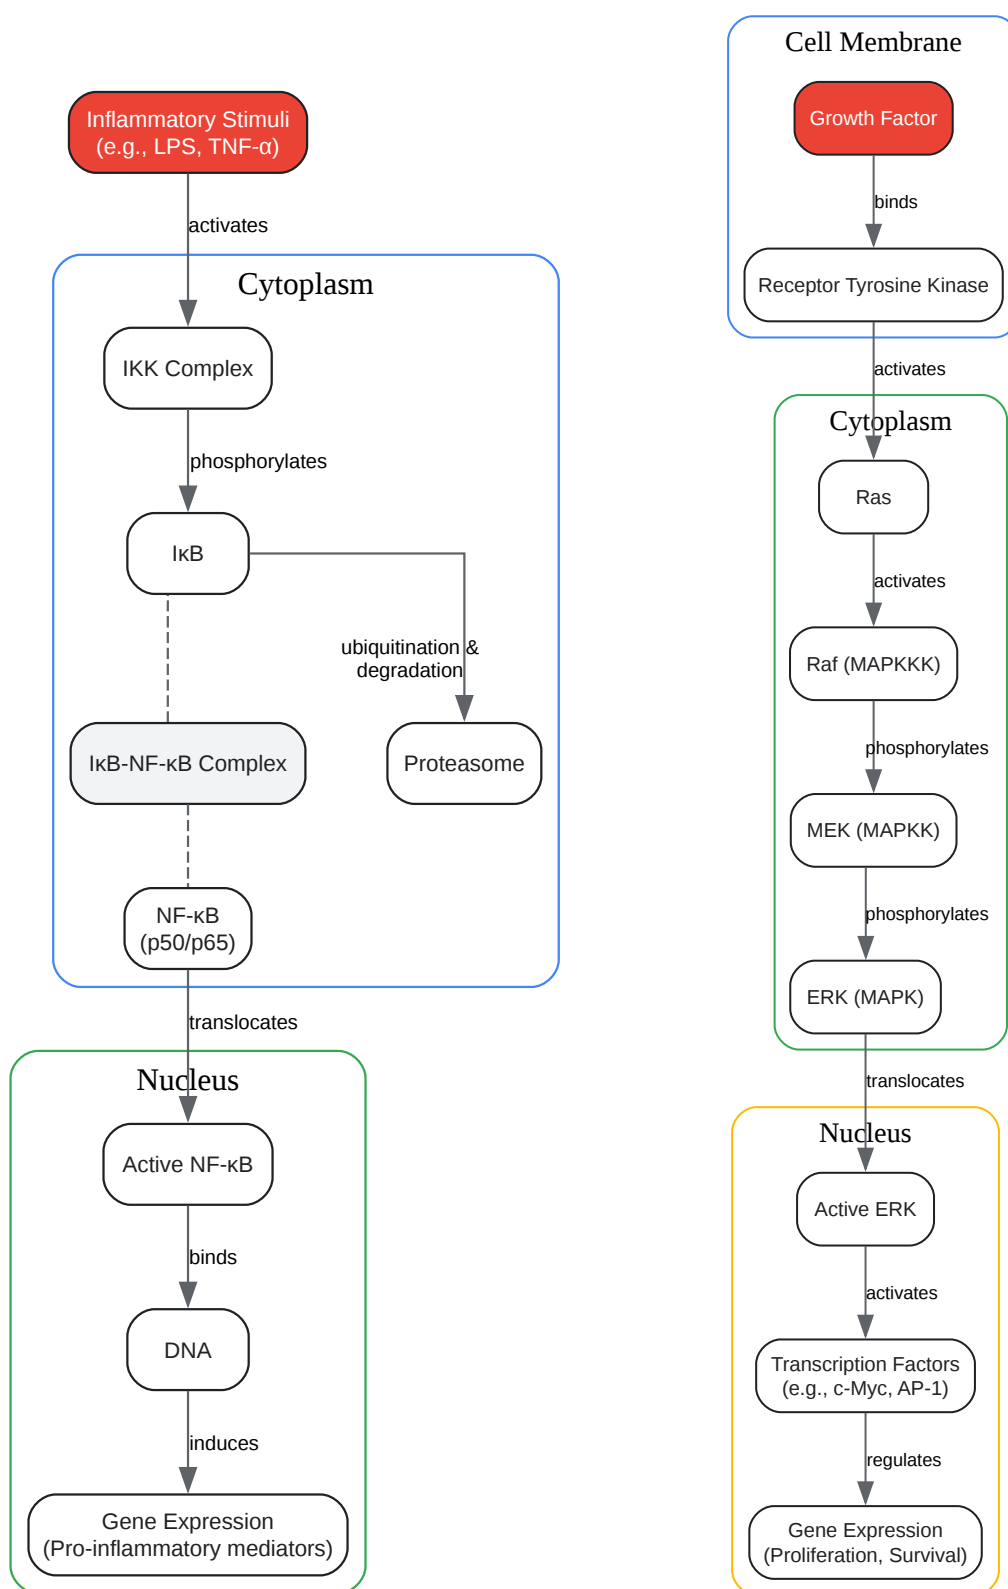 Inflammatory Stimuli
(e.g., LPS, TNF-α)
activates
Cytoplasm
IKK Complex
phosphorylates
IκB
ubiquitination &
degradation
IκB-NF-κB Complex
Proteasome
NF-κB
(p50/p65)
translocates
Nucleus
Active NF-κB
binds
DNA
induces
Gene Expression
(Pro-inflammatory mediators)
Cell Membrane
Growth Factor
binds
Receptor Tyrosine Kinase
activates
Cytoplasm
Ras
activates
Raf (MAPKKK)
phosphorylates
MEK (MAPKK)
phosphorylates
ERK (MAPK)
translocates
Nucleus
Active ERK
activates
Transcription Factors
(e.g., c-Myc, AP-1)
regulates
Gene Expression
(Proliferation, Survival)